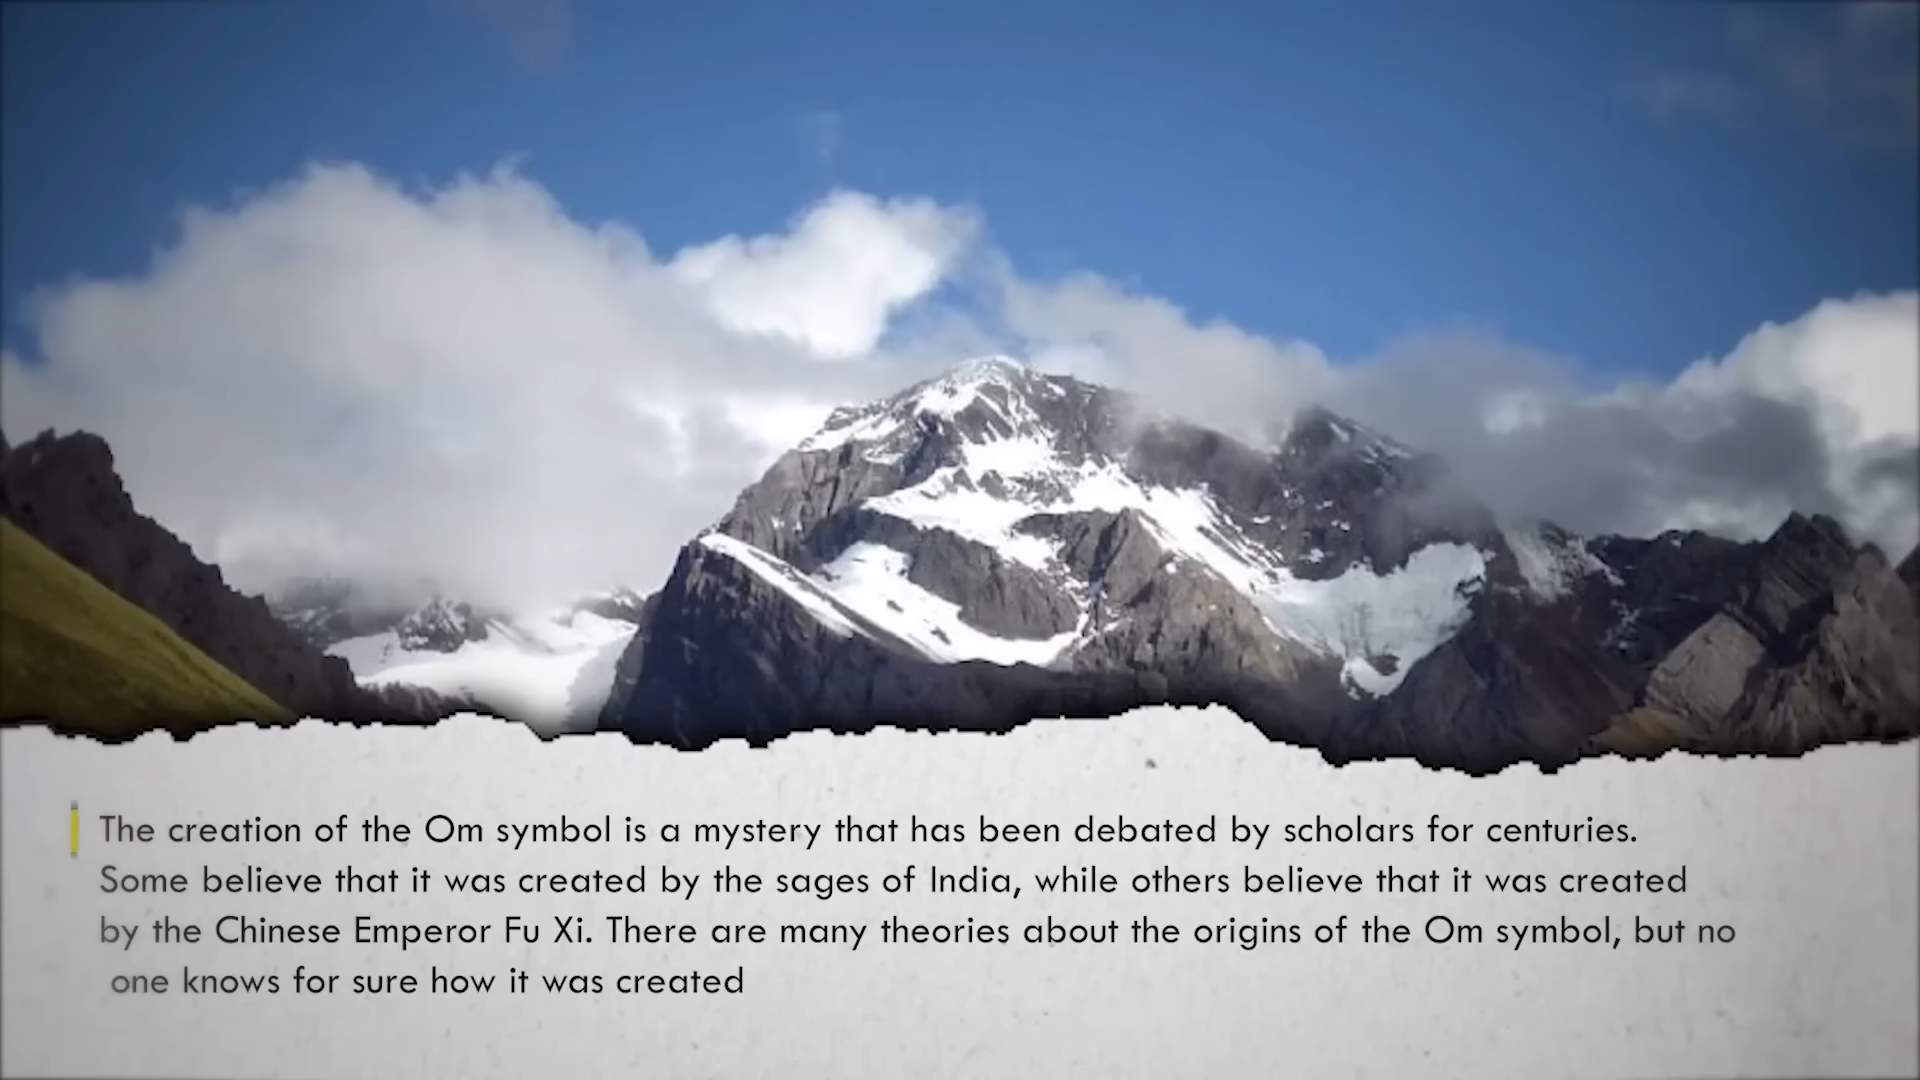 The creation of the Om symbol is a mystery that has been debated by scholars for centuries.
Some believe that it was created by the sages of India, while others believe that it was created
by the Chinese Emperor Fu Xi. There are many theories about the origins of the Om symbol, but no
one knows for sure how it was created